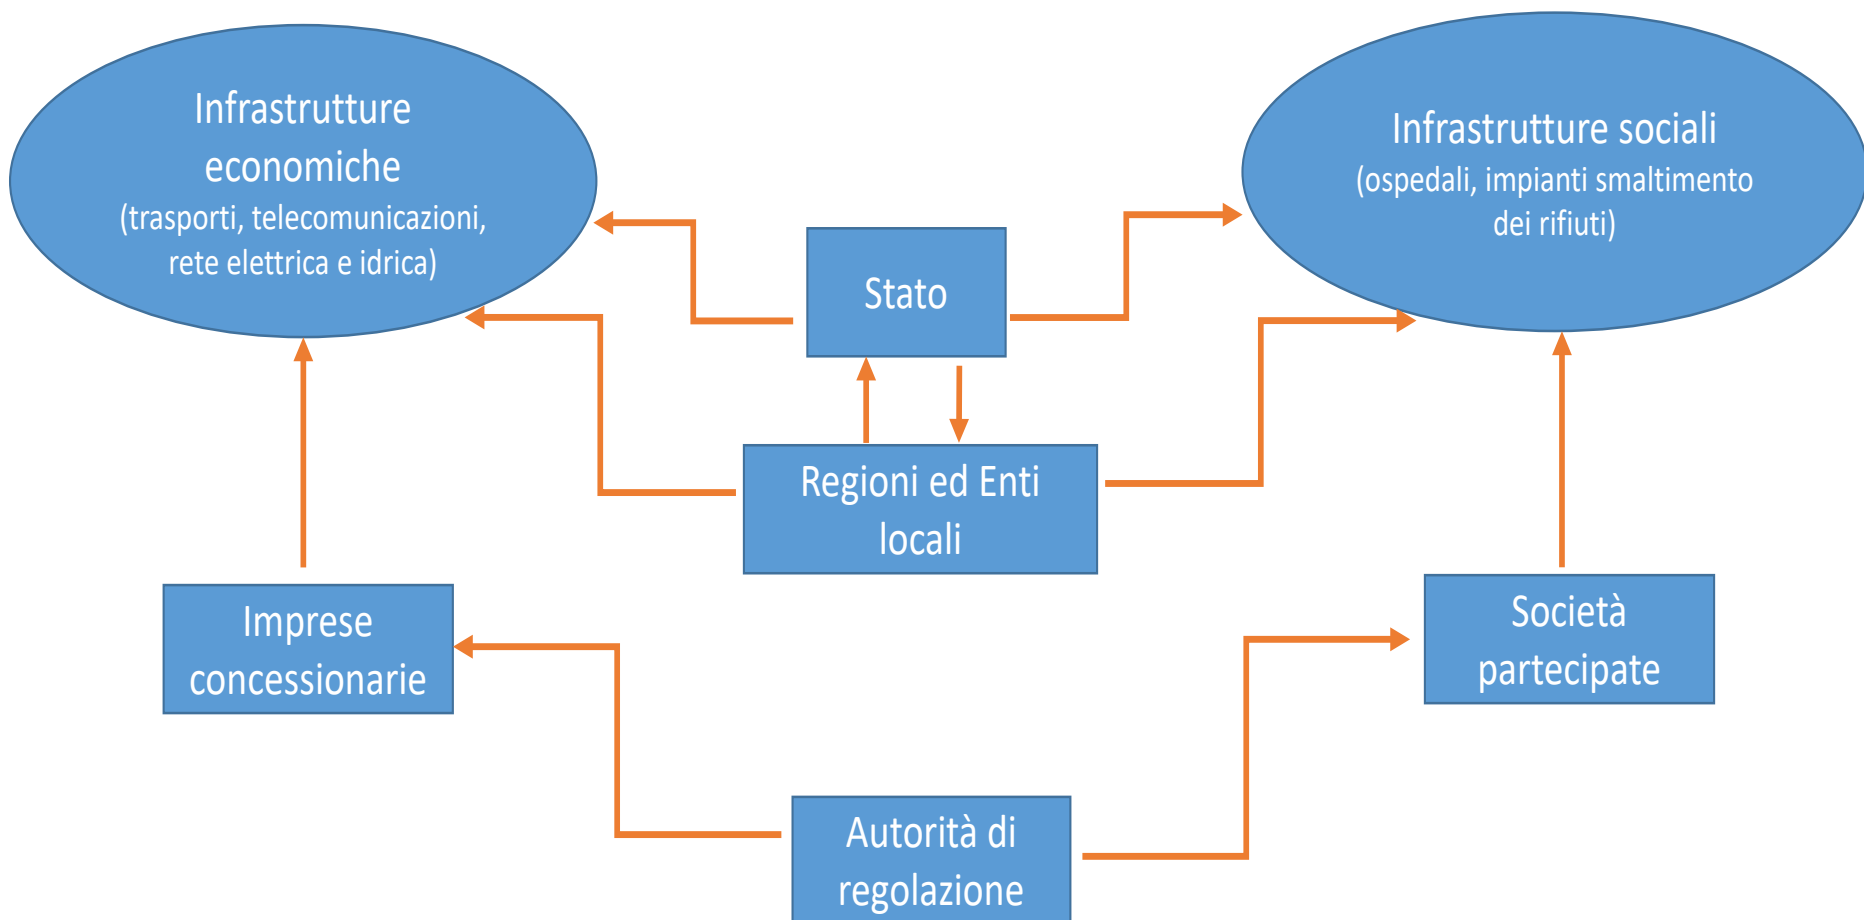 Infrastrutture
economiche
(trasporti, telecomunicazioni,
rete elettrica e idrica)
Infrastrutture sociali
(ospedali, impianti smaltimento
dei rifiuti)
Stato
Regioni ed Enti
locali
Imprese
concessionarie
Società
partecipate
Autorità di
regolazione